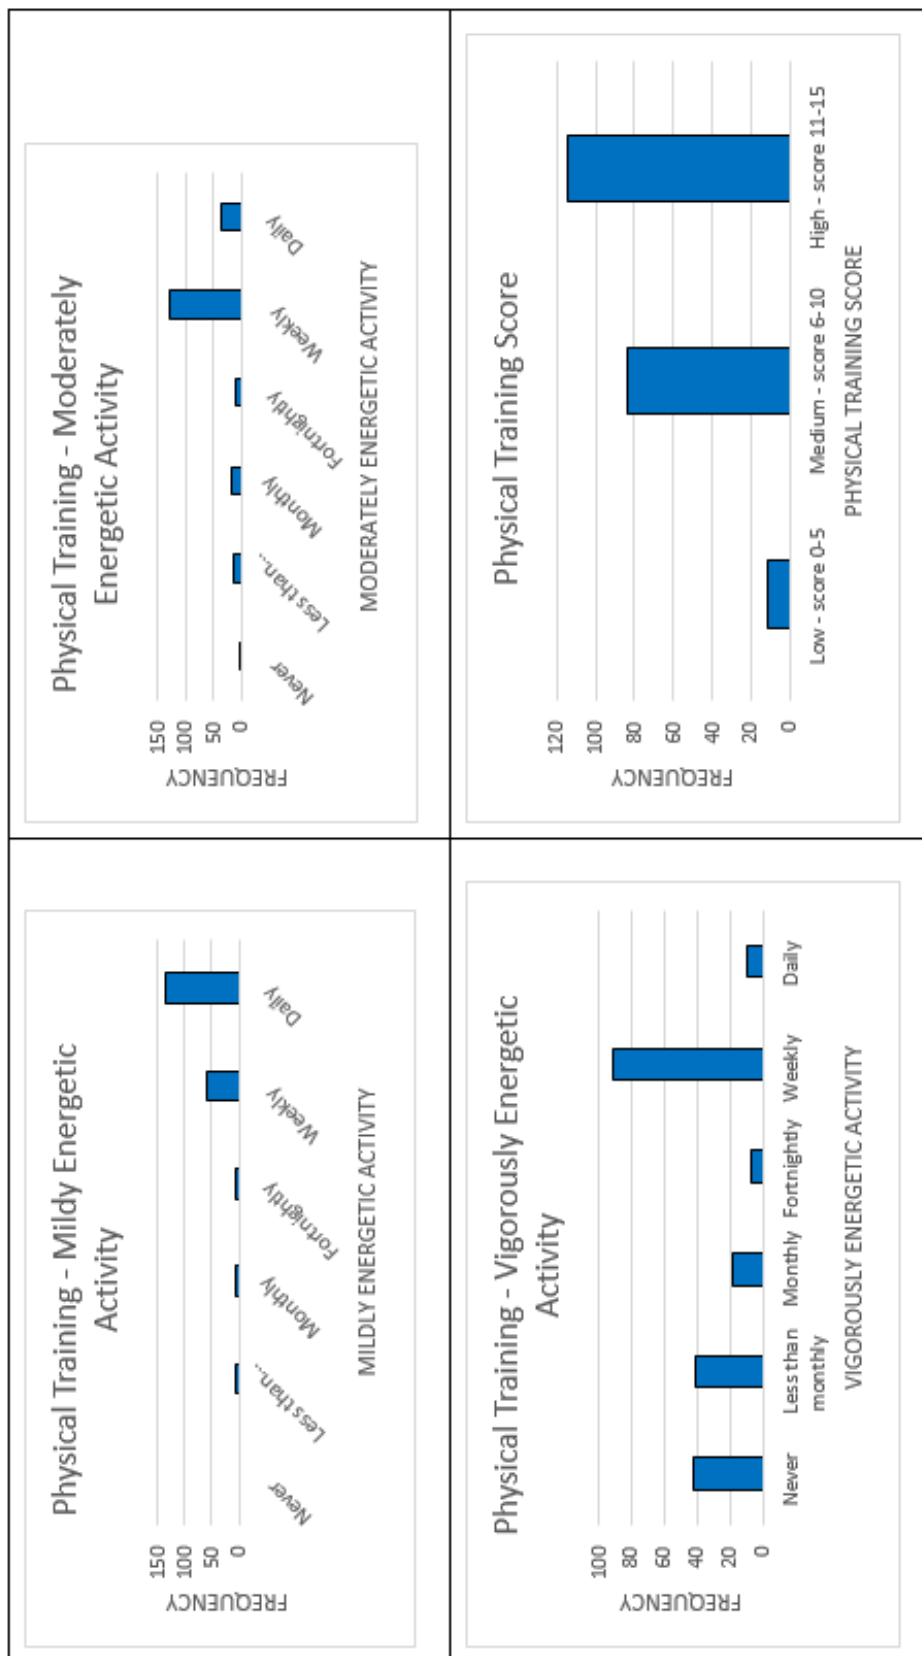 Physical Training - Mildy Energetic
Activity
FREQUENCY
150
100
50
0
Never
Less than...
Monthly
Fortnightly
Weekly
Daily
MILDLY ENERGETIC ACTIVITY
Physical Training - Moderately
Energetic Activity
FREQUENCY
150
100
50
0
Never
Less than...
Monthly
Fortnightly
Weekly
Daily
MODERATELY ENERGETIC ACTIVITY
Physical Training - Vigorously Energetic
Activity
FREQUENCY
100
80
60
40
20
0
Never
Less than
monthly
Monthly
Fortnightly
Weekly
Daily
VIGOROUSLY ENERGETIC ACTIVITY
Physical Training Score
FREQUENCY
120
100
80
60
40
20
0
Low - score 0-5
Medium - score 6-10
High - score 11-15
PHYSICAL TRAINING SCORE